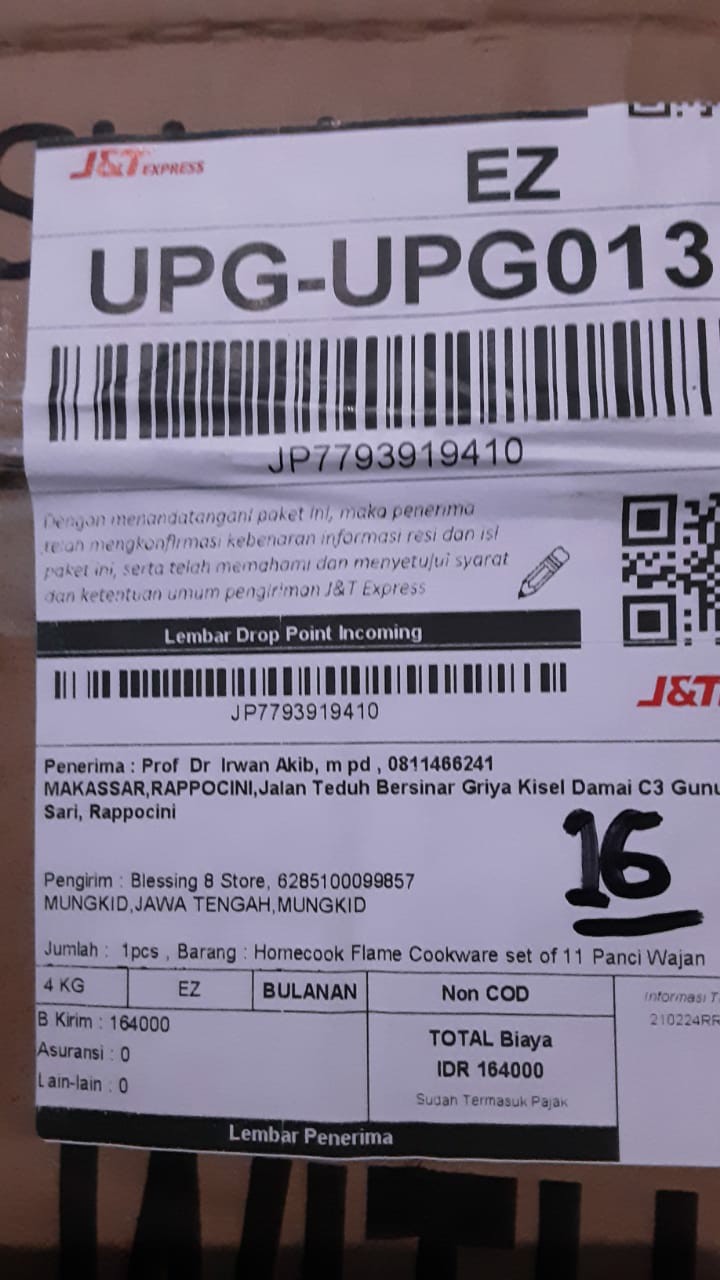 J&T EXPRESS
EZ
UPG-UPG013
JP7793919410
Dengan menandatangani paket ini, maka penerima
telah mengkonfirmasi kebenaran informasi resi dan isi
paket ini, serta telah memahami dan menyetujui syarat
dan ketentuan umum pengiriman J&T Express
Lembar Drop Point Incoming
JP7793919410
J&T
Penerima : Prof Dr Irwan Akib, m pd , 0811466241
MAKASSAR,RAPPOCINI,Jalan Teduh Bersinar Griya Kisel Damai C3 Gunu
Sari, Rappocini
16
Pengirim : Blessing 8 Store, 6285100099857
MUNGKID,JAWA TENGAH,MUNGKID
Jumlah : 1pcs , Barang : Homecook Flame Cookware set of 11 Panci Wajan
4 KG EZ BULANAN Non COD
Informasi T
210224RR
B Kirim : 164000
Asuransi : 0
Lain-lain : 0
TOTAL Biaya
IDR 164000
Sudah Termasuk Pajak
Lembar Penerima